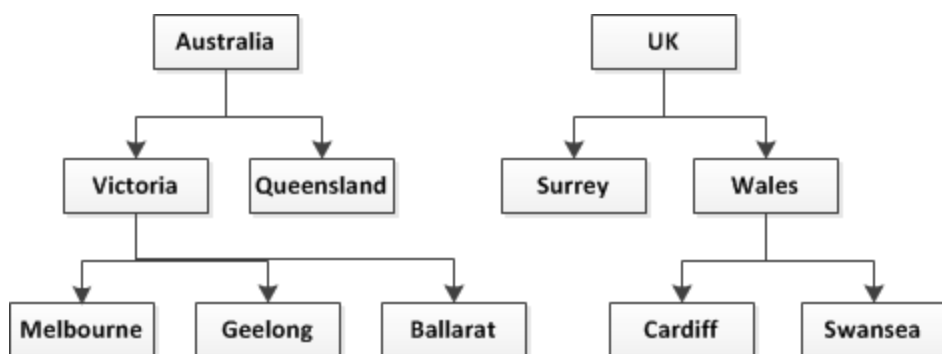 Australia
UK
Victoria
Queensland
Surrey
Wales
Melbourne
Geelong
Ballarat
Cardiff
Swansea